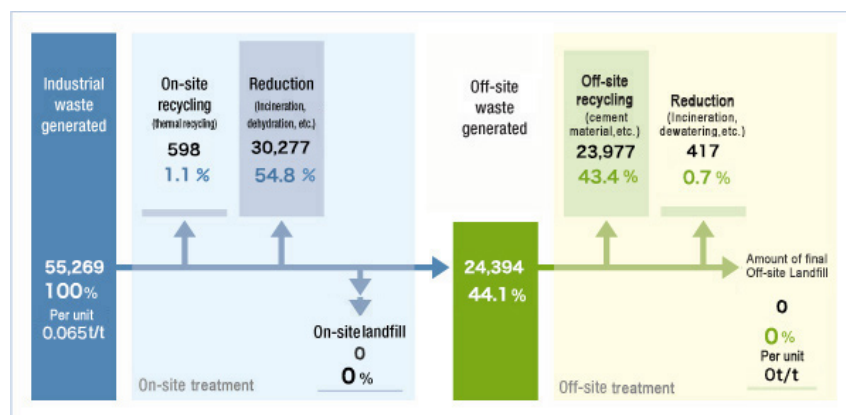 Industrial
waste
generated
55,269
100%
Per unit
0.065t/t
On-site
recycling
(thermal recycling)
598
1.1 %
Reduction
(Incineration,
dehydration, etc.)
30,277
54.8 %
On-site landfill
0
0 %
On-site treatment
Off-site
waste
generated
24,394
44.1 %
Off-site
recycling
(cement
material,etc.)
23,977
43.4 %
Reduction
(Incineration,
dewatering,etc.)
417
0.7 %
Amount of final
Off-site Landfill
0
0 %
Per unit
0t/t
Off-site treatment